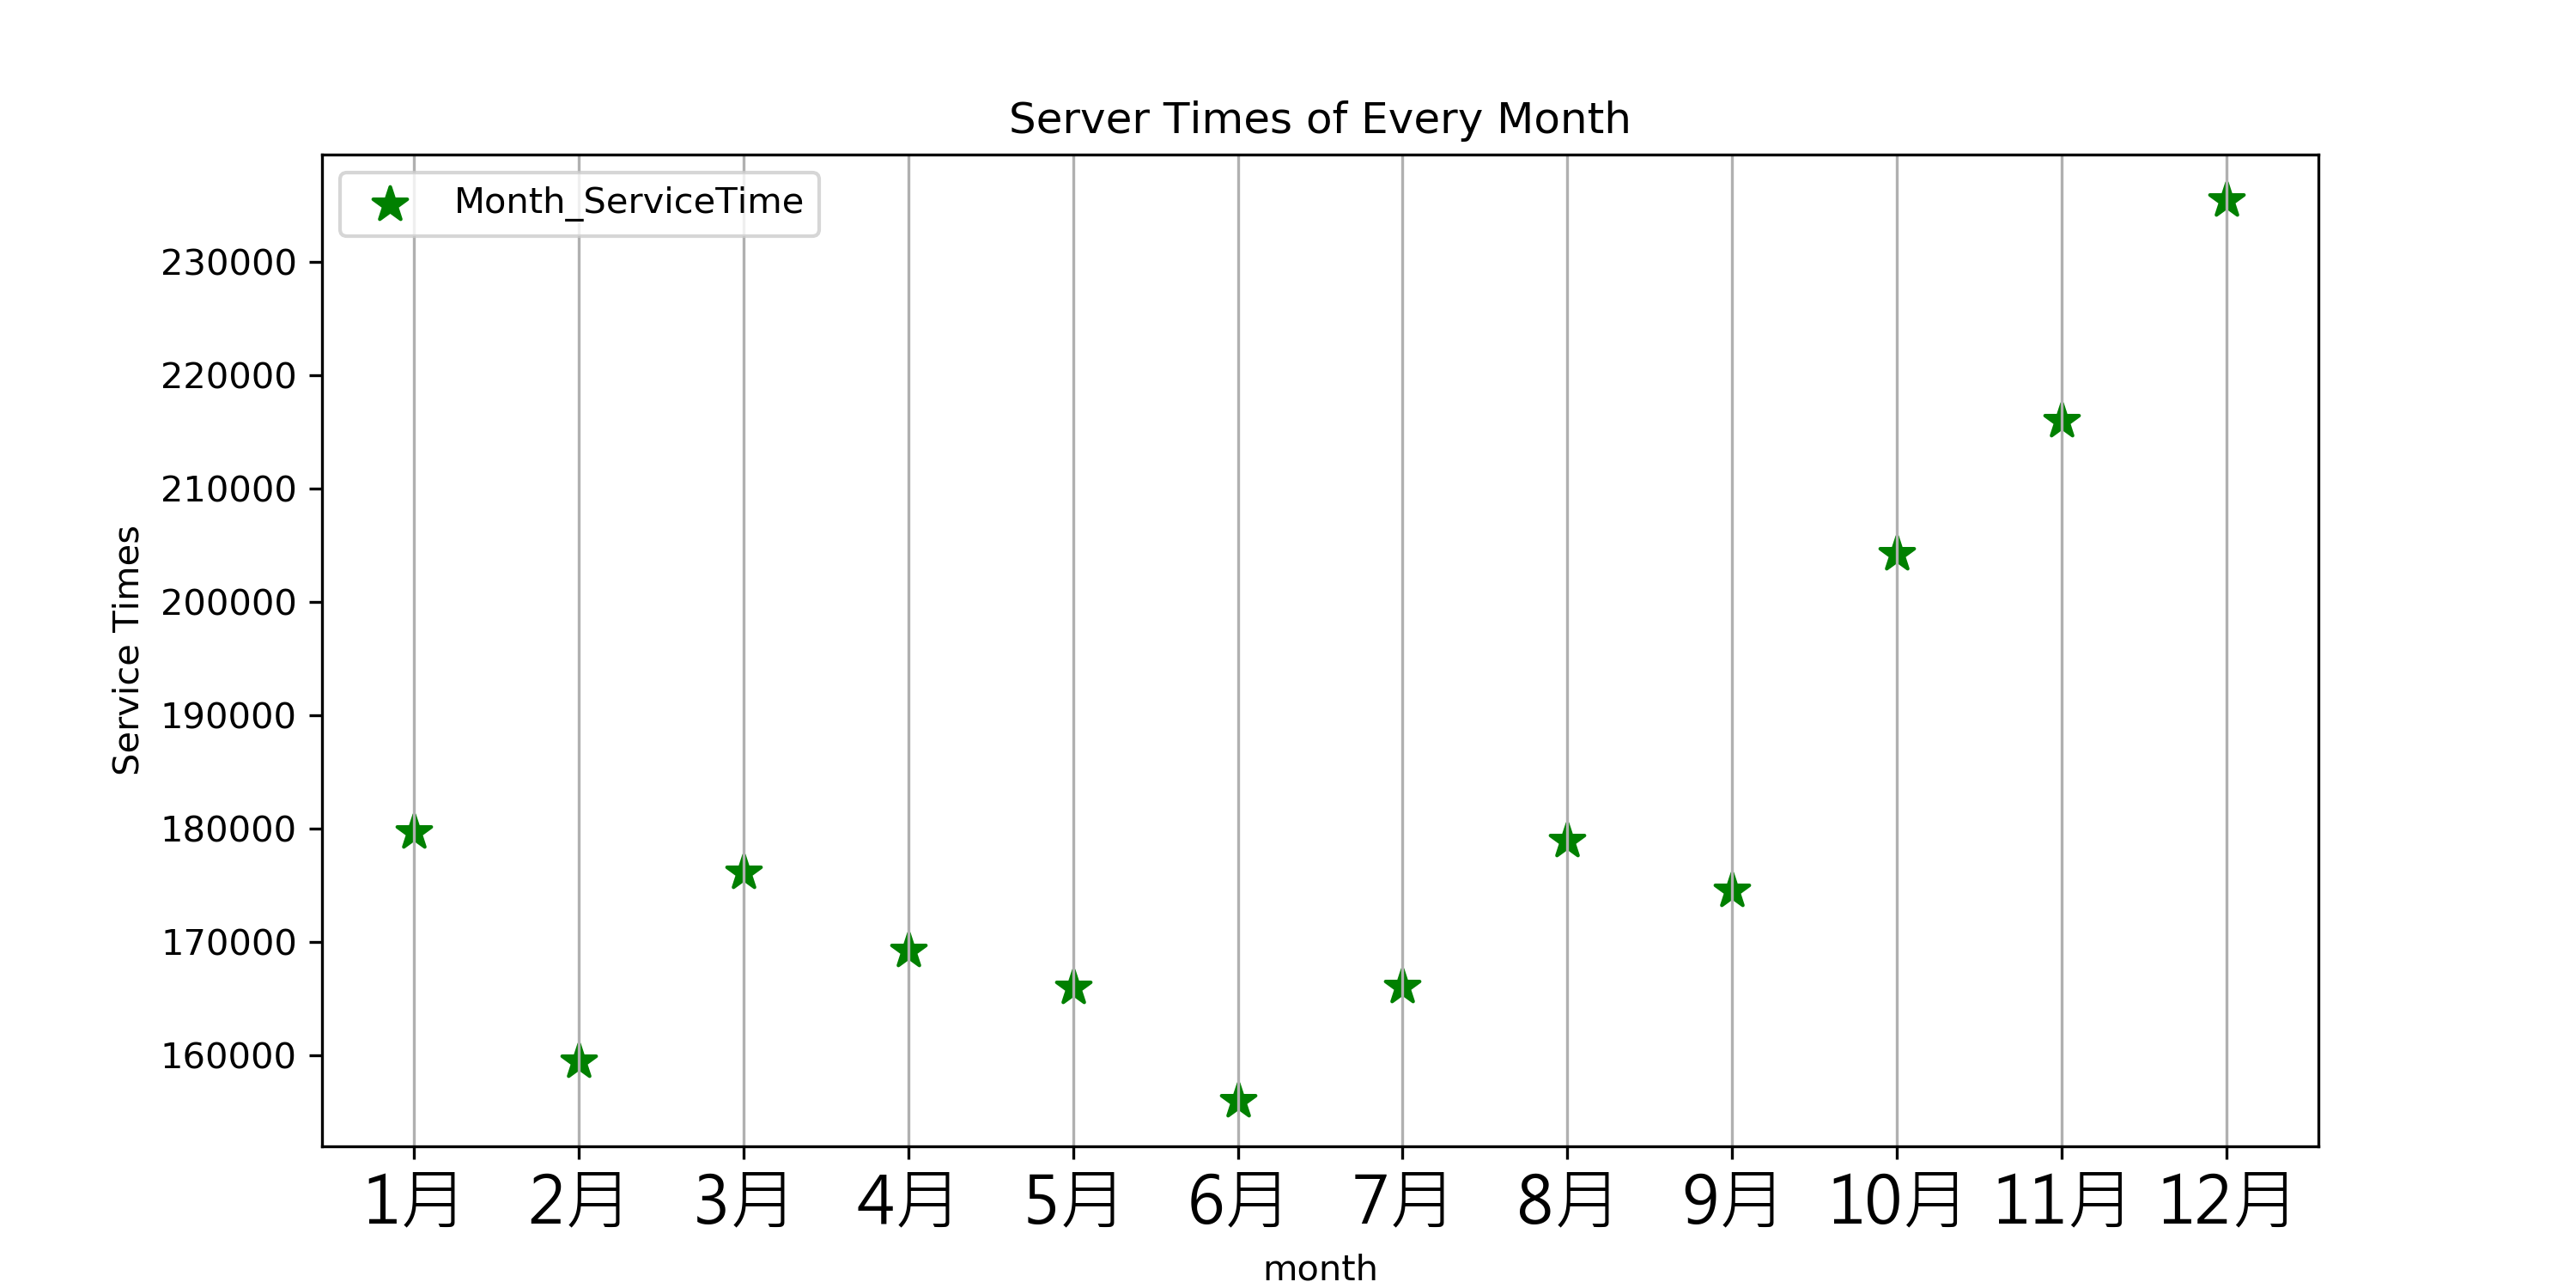 Server Times of Every Month
Month_ServiceTime
230000
220000
210000
200000
190000
180000
170000
160000
Service Times
1月 2月 3月 4月 5月 6月 7月 8月 9月 10月 11月 12月
month